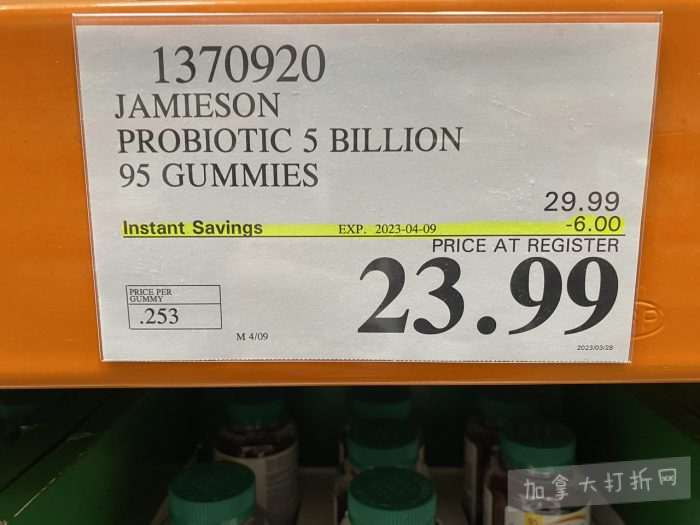 1370920
JAMIESON
PROBIOTIC 5 BILLION
95 GUMMIES
29.99
Instant Savings EXP. 2023-04-09 -6.00
PRICE AT REGISTER
23.99
PRICE PER
GUMMY
.253
M 4/09
2023/03/28
加拿大打折网